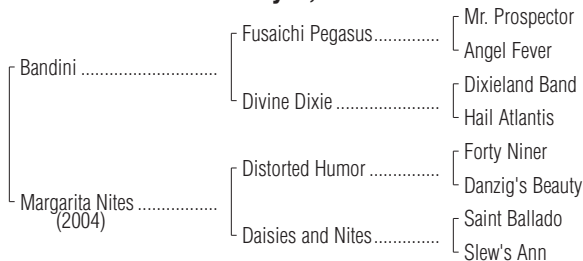 Mr. Prospector
Fusaichi Pegasus..............
Angel Fever
Bandini .............................
Dixieland Band
Divine Dixie ......................
Hail Atlantis
Forty Niner
Distorted Humor ...............
Danzig's Beauty
Margarita Nites .................
(2004)
Saint Ballado
Daisies and Nites..............
Slew's Ann